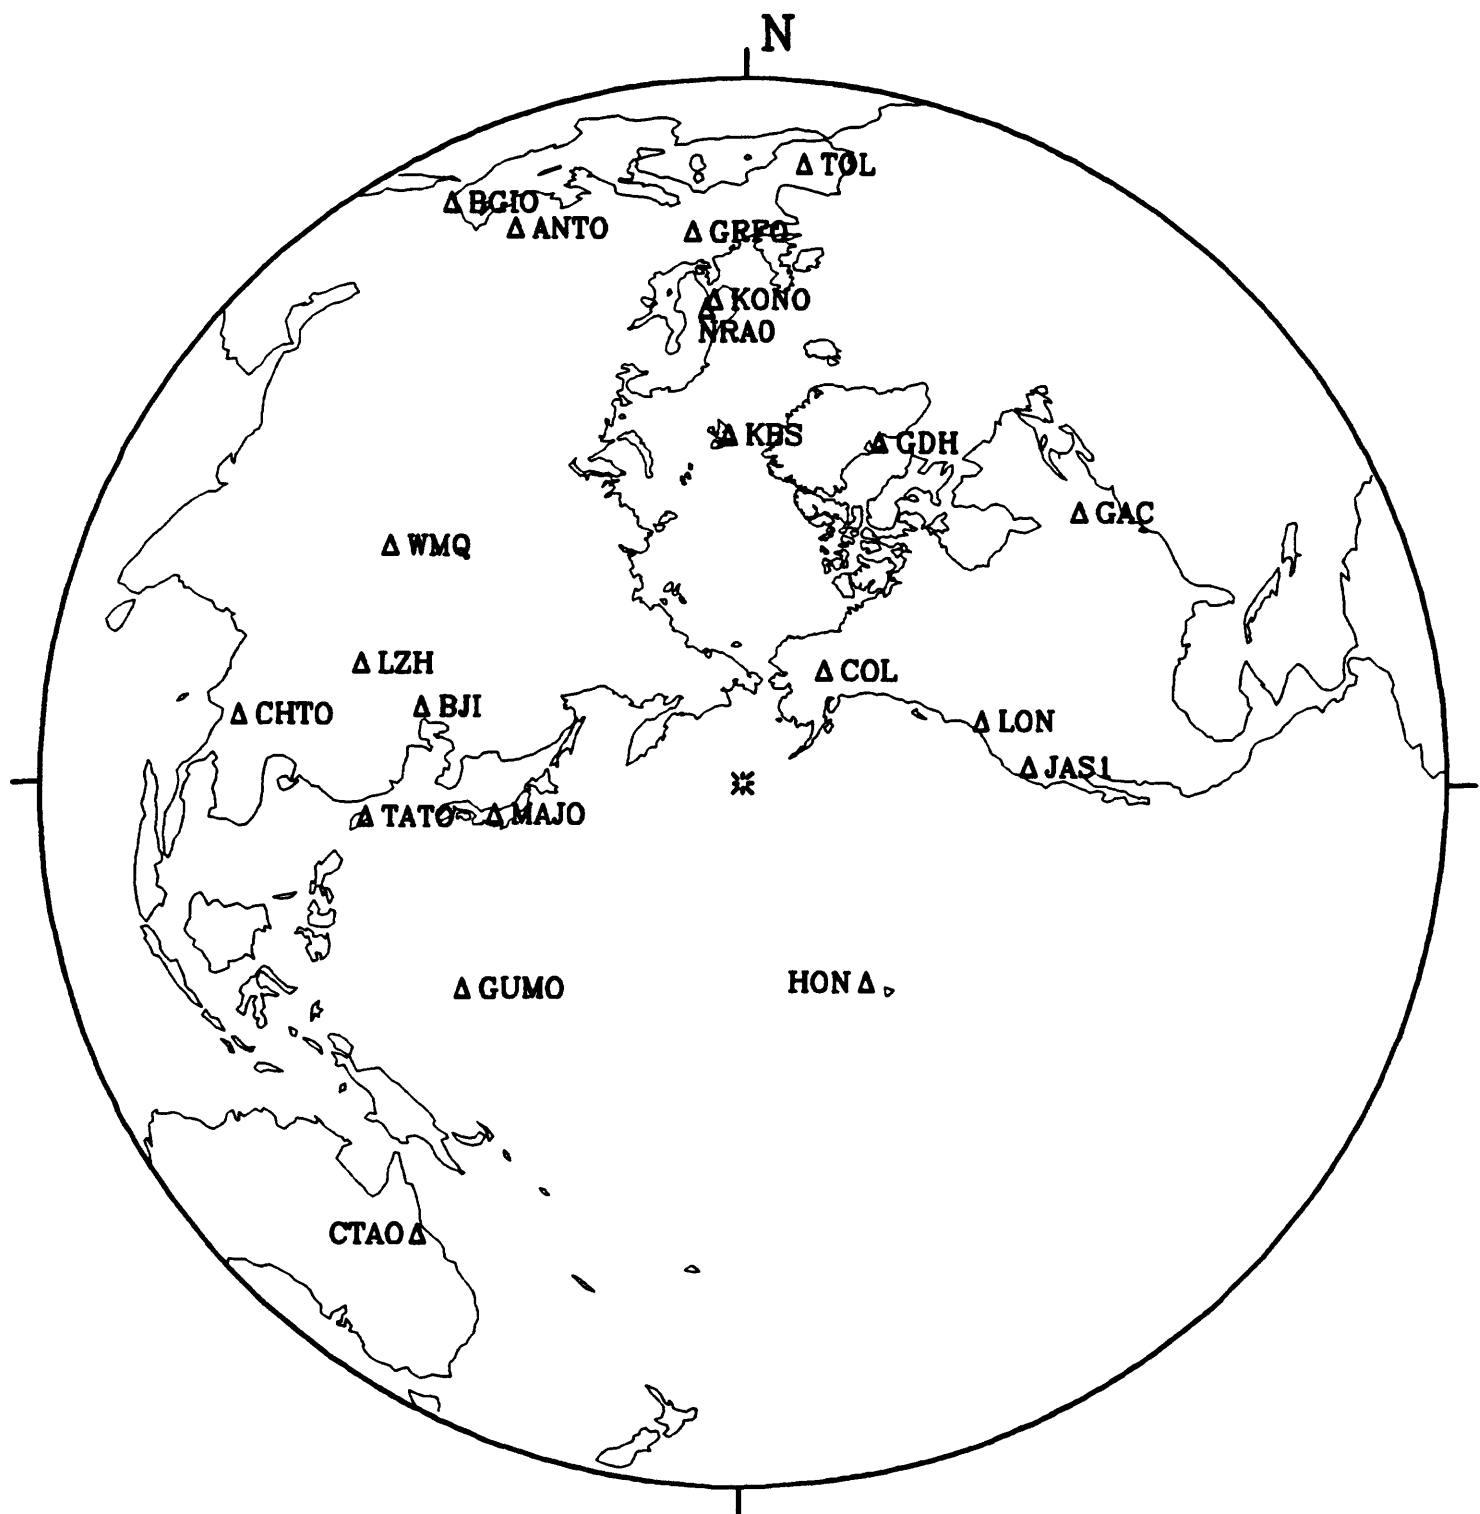 N
TOL
BGIO
ANTO
GRFO
KONO
NRA0
KBS
GDH
GAC
WMQ
LZH
COL
CHTO
BJI
LON
JAS1
TATO
MAJO
GUMO
HON
CTAO